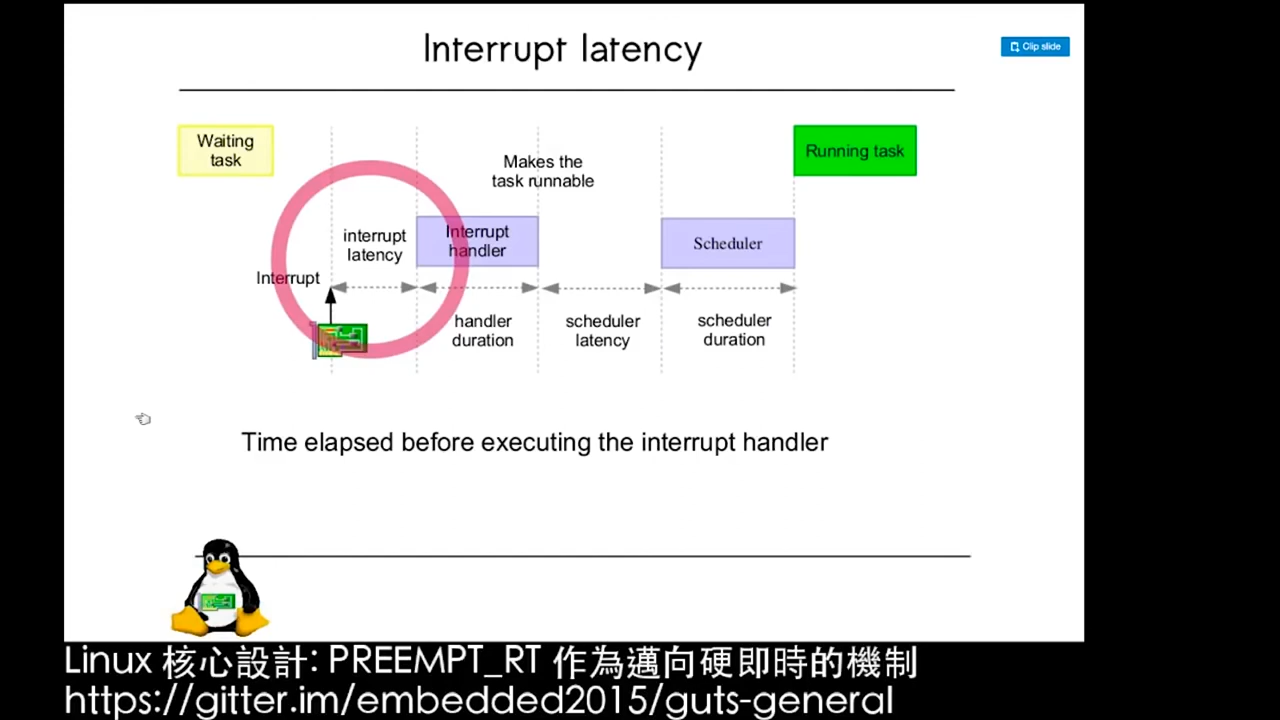 Interrupt latency
Clip slide
Waiting
task
Makes the
task runnable
Running task
interrupt
latency
Interrupt
handler
Scheduler
Interrupt
handler
duration
scheduler
latency
scheduler
duration
Time elapsed before executing the interrupt handler
Linux 核心設計: PREEMPT_RT 作為邁向硬即時的機制
https://gitter.im/embedded2015/guts-general